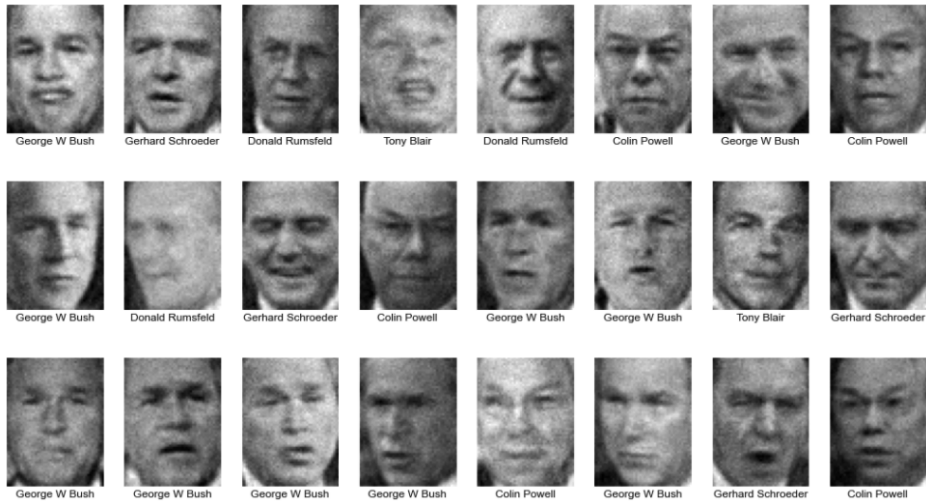 George W Bush Gerhard Schroeder Donald Rumsfeld Tony Blair Donald Rumsfeld Colin Powell George W Bush Colin Powell
George W Bush Donald Rumsfeld Gerhard Schroeder Colin Powell George W Bush George W Bush Tony Blair Gerhard Schroeder
George W Bush George W Bush George W Bush George W Bush Colin Powell George W Bush Gerhard Schroeder Colin Powell